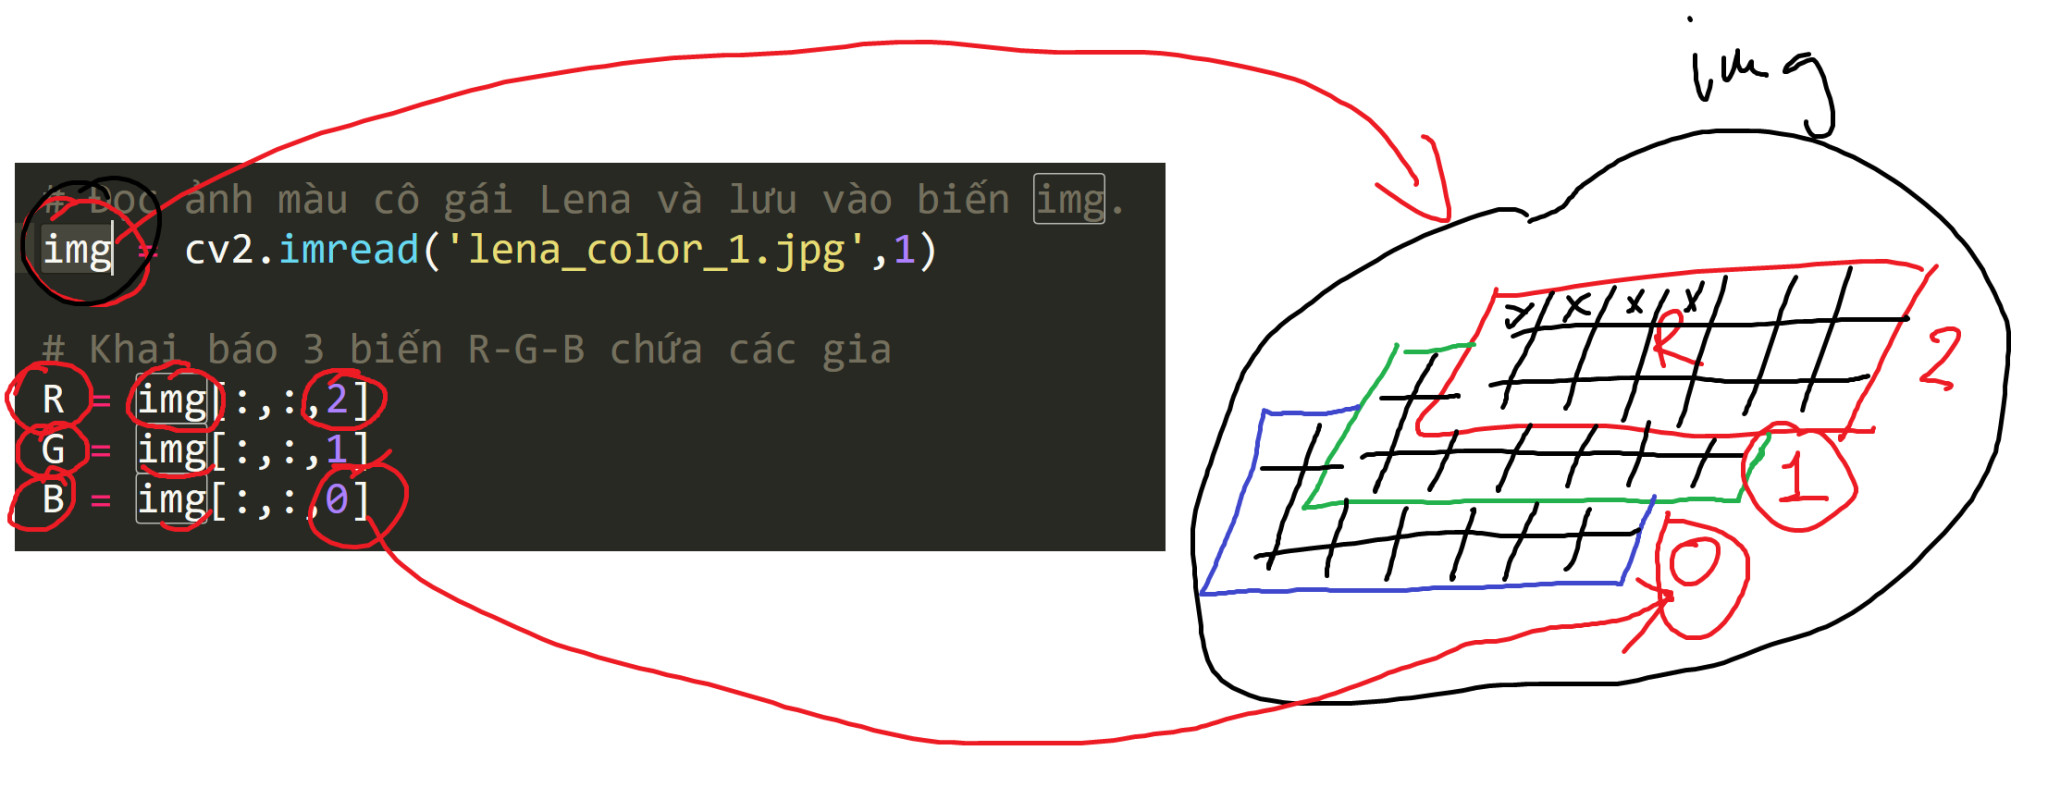 img
# Đọc ảnh màu cô gái Lena và lưu vào biến img.
img = cv2.imread('lena_color_1.jpg',1)
# Khai báo 3 biến R-G-B chứa các gia
R = img[:,:,2]
G = img[:,:,1]
B = img[:,:,0]
x x x x
R
2
1
0